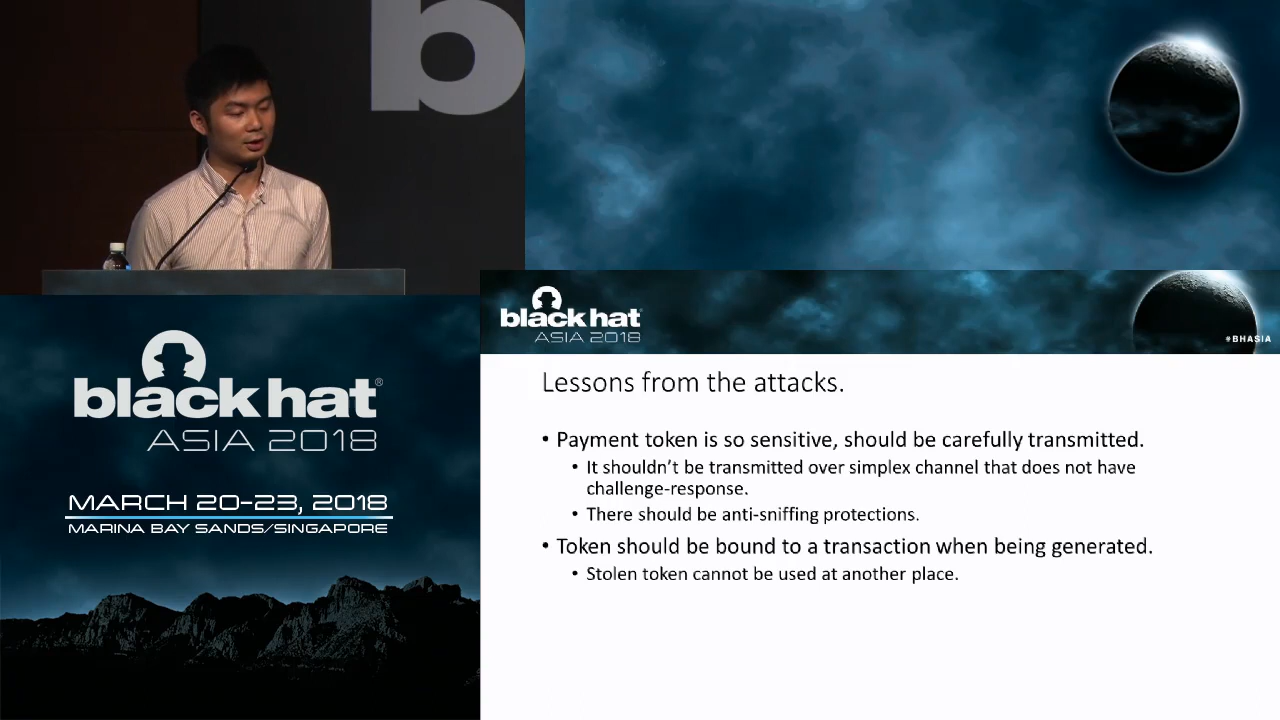 b
black hat
ASIA 2018
#BHASIA
black hat®
ASIA 2018
MARCH 20-23, 2018
MARINA BAY SANDS/SINGAPORE
Lessons from the attacks.
• Payment token is so sensitive, should be carefully transmitted.
• It shouldn't be transmitted over simplex channel that does not have
challenge-response.
• There should be anti-sniffing protections.
• Token should be bound to a transaction when being generated.
• Stolen token cannot be used at another place.